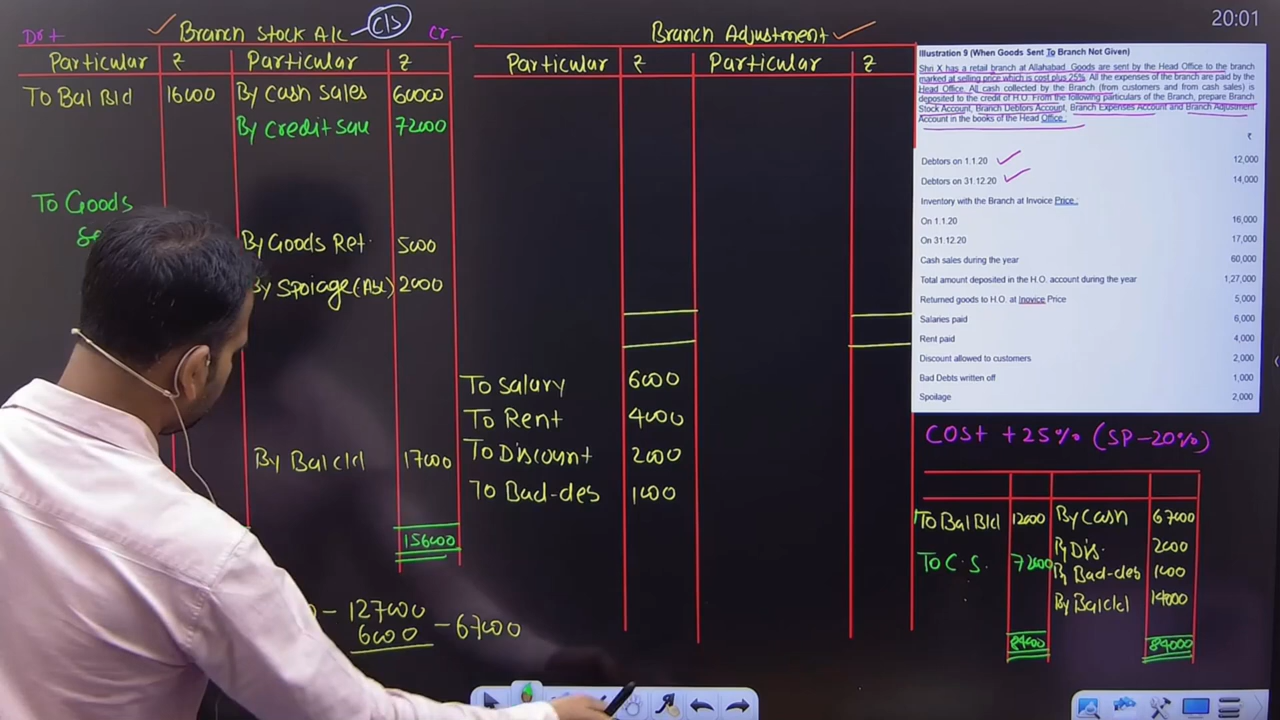 20:01
Dr+ Branch Stock A/c C/S Cr-
Particular ₹ Particular ₹
To Bal B/d 16000 By Cash Sales 60000
By Credit Sale 72000
To Goods
By Goods Ret. 5000
By Spoiage (Abl) 2000
By Bal c/d 17000
156000
- 127000
6000 - 67000
Branch Adjustment
Particular ₹ Particular ₹
To Salary 6000
To Rent 4000
To Discount 2000
To Bad-des 1000
Illustration 9 (When Goods Sent To Branch Not Given)
Shri X has a retail branch at Allahabad. Goods are sent by the Head Office to the branch
marked at selling price which is cost plus 25%. All the expenses of the branch are paid by the
Head Office. All cash collected by the Branch (from customers and from cash sales) is
deposited to the credit of H.O. From the following particulars of the Branch, prepare Branch
Stock Account, Branch Debtors Account, Branch Expenses Account and Branch Adjustment
Account in the books of the Head Office :
₹
Debtors on 1.1.20 12,000
Debtors on 31.12.20 14,000
Inventory with the Branch at Invoice Price :
On 1.1.20 16,000
On 31.12.20 17,000
Cash sales during the year 60,000
Total amount deposited in the H.O. account during the year 1,27,000
Returned goods to H.O. at Inovice Price 5,000
Salaries paid 6,000
Rent paid 4,000
Discount allowed to customers 2,000
Bad Debts written off 1,000
Spoilage 2,000
Cost +25% (SP-20%)
To Bal B/d 12000 By Cash 67000
By Dis. 2000
To C.S. 72000 By Bad-des 1000
By Bal c/d 14000
84000 84000